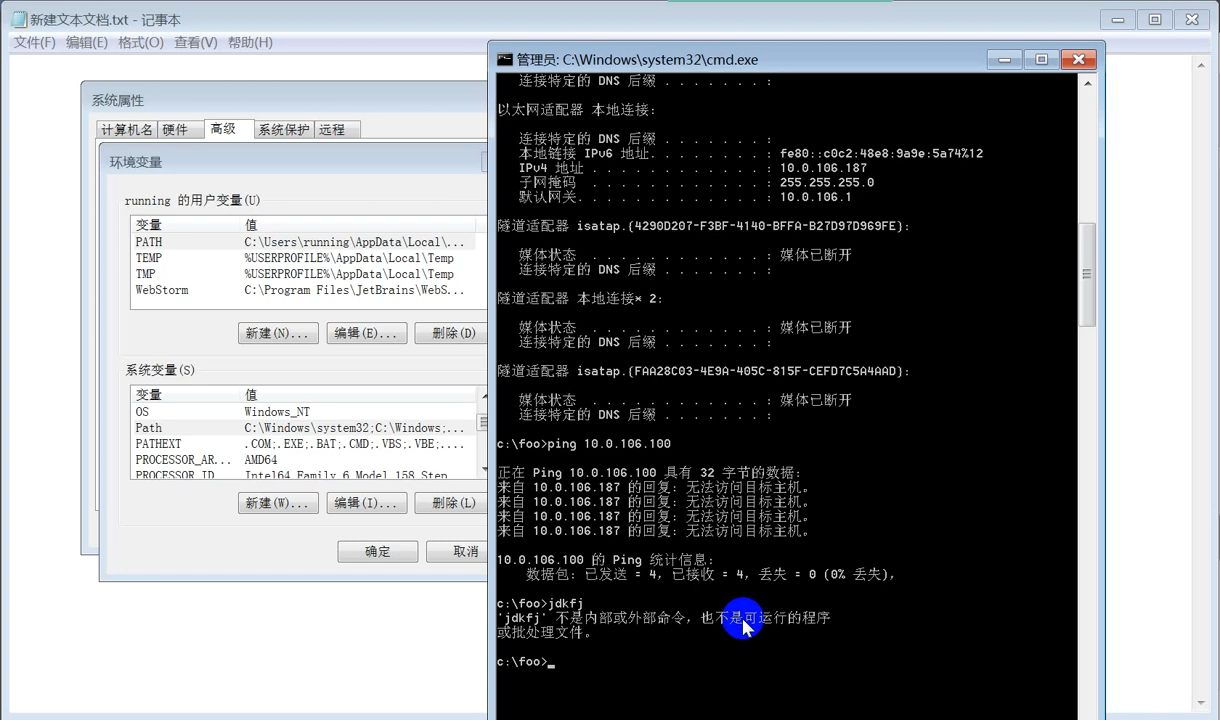 新建文本文档.txt - 记事本
文件(F) 编辑(E) 格式(O) 查看(V) 帮助(H)
系统属性
计算机名 硬件 高级 系统保护 远程
环境变量
running 的用户变量(U)
变量 值
PATH C:\Users\running\AppData\Local\...
TEMP %USERPROFILE%\AppData\Local\Temp
TMP %USERPROFILE%\AppData\Local\Temp
WebStorm C:\Program Files\JetBrains\WebS...
新建(N)... 编辑(E)... 删除(D)
系统变量(S)
变量 值
OS Windows_NT
Path C:\Windows\system32;C:\Windows;...
PATHEXT .COM;.EXE;.BAT;.CMD;.VBS;.VBE;....
PROCESSOR_AR... AMD64
PROCESSOR_ID Intel64 Family 6 Model 158 Step
新建(W)... 编辑(I)... 删除(L)
确定 取消
管理员: C:\Windows\system32\cmd.exe
连接特定的 DNS 后缀 . . . . . . . :
以太网适配器 本地连接:
连接特定的 DNS 后缀 . . . . . . . :
本地链接 IPv6 地址. . . . . . . . : fe80::c0c2:48e8:9a9e:5a74%12
IPv4 地址 . . . . . . . . . . . . : 10.0.106.187
子网掩码 . . . . . . . . . . . . : 255.255.255.0
默认网关. . . . . . . . . . . . . : 10.0.106.1
隧道适配器 isatap.{4290D207-F3BF-4140-BFFA-B27D97D969FE}:
媒体状态 . . . . . . . . . . . . : 媒体已断开
连接特定的 DNS 后缀 . . . . . . . :
隧道适配器 本地连接* 2:
媒体状态 . . . . . . . . . . . . : 媒体已断开
连接特定的 DNS 后缀 . . . . . . . :
隧道适配器 isatap.{FAA28C03-4E9A-405C-815F-CEFD7C5A4AAD}:
媒体状态 . . . . . . . . . . . . : 媒体已断开
连接特定的 DNS 后缀 . . . . . . . :
c:\foo>ping 10.0.106.100
正在 Ping 10.0.106.100 具有 32 字节的数据:
来自 10.0.106.187 的回复: 无法访问目标主机。
来自 10.0.106.187 的回复: 无法访问目标主机。
来自 10.0.106.187 的回复: 无法访问目标主机。
来自 10.0.106.187 的回复: 无法访问目标主机。
10.0.106.100 的 Ping 统计信息:
数据包: 已发送 = 4，已接收 = 4，丢失 = 0 (0% 丢失)，
c:\foo>jdkfj
'jdkfj' 不是内部或外部命令，也不是可运行的程序
或批处理文件。
c:\foo>_